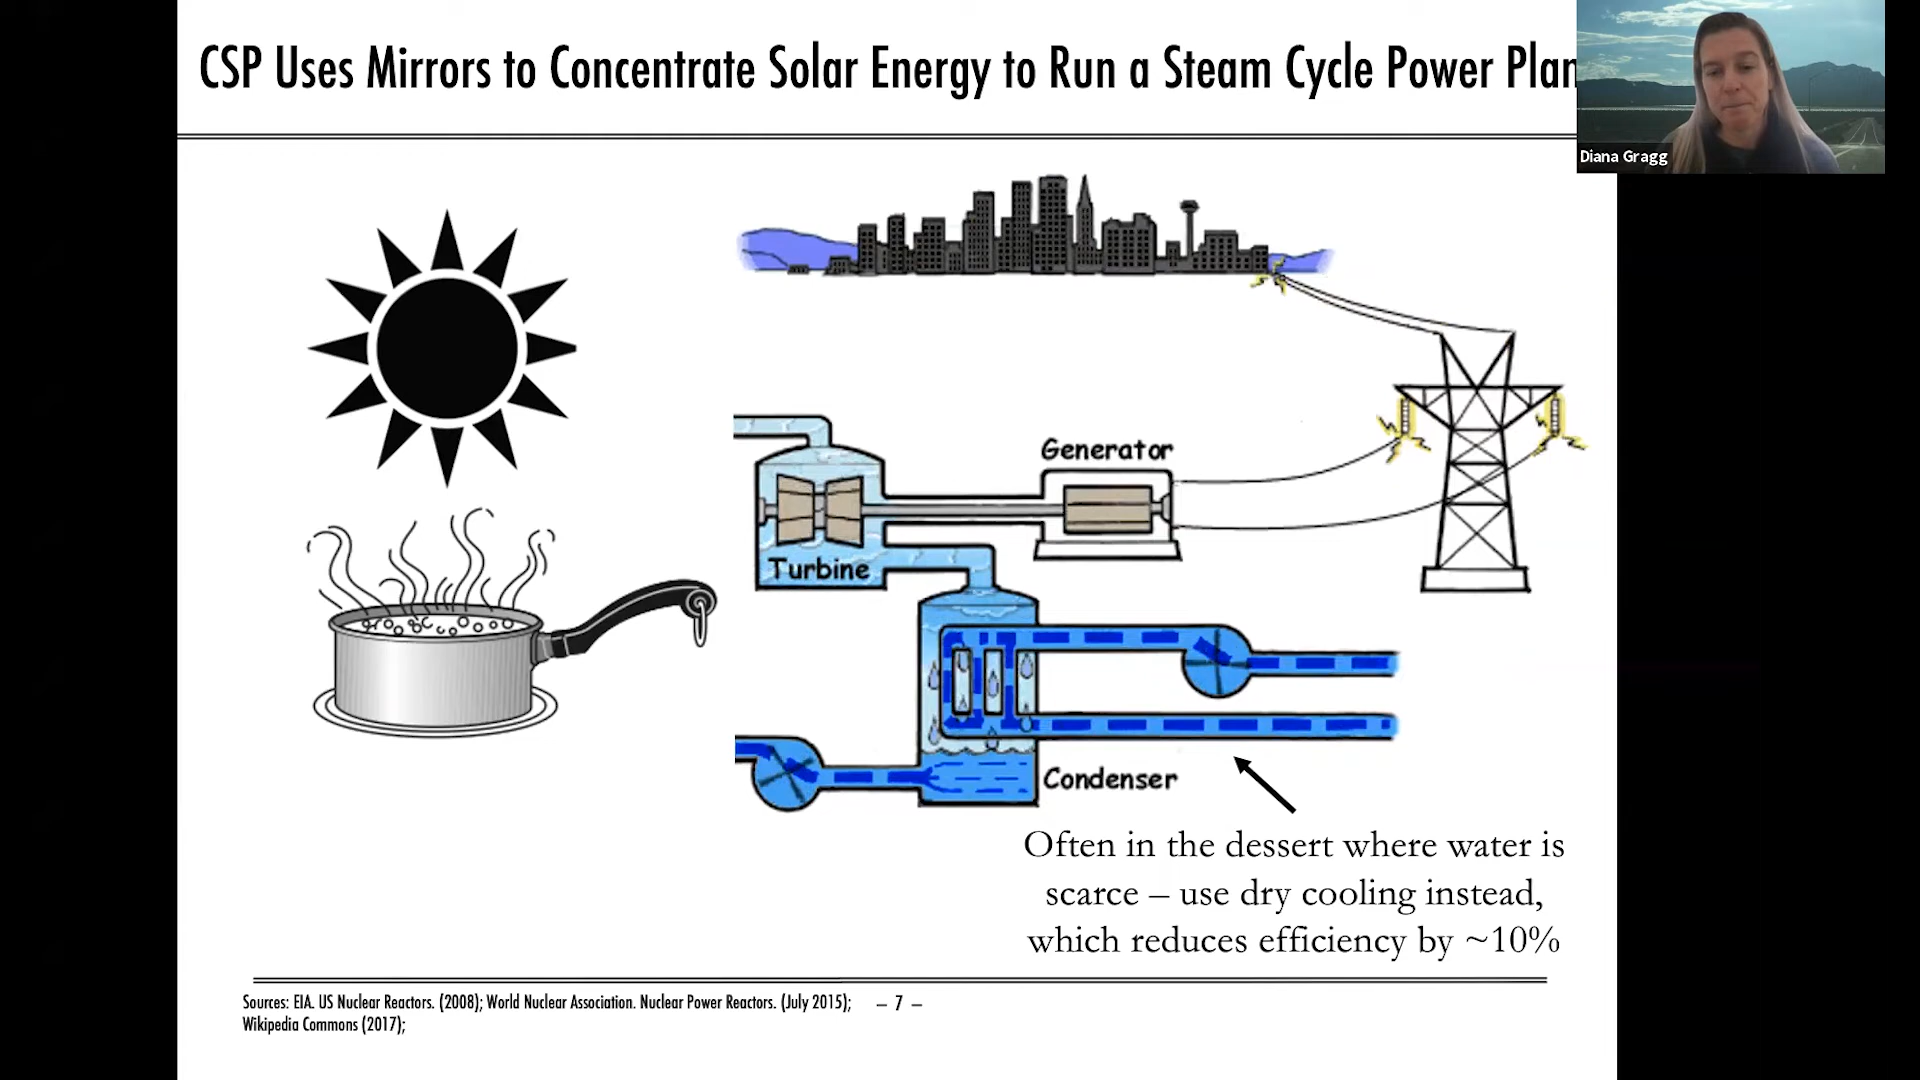 CSP Uses Mirrors to Concentrate Solar Energy to Run a Steam Cycle Power Plan
Diana Gragg
Generator
Turbine
Condenser
Often in the dessert where water is
scarce – use dry cooling instead,
which reduces efficiency by ~10%
Sources: EIA. US Nuclear Reactors. (2008); World Nuclear Association. Nuclear Power Reactors. (July 2015);
Wikipedia Commons (2017);
– 7 –